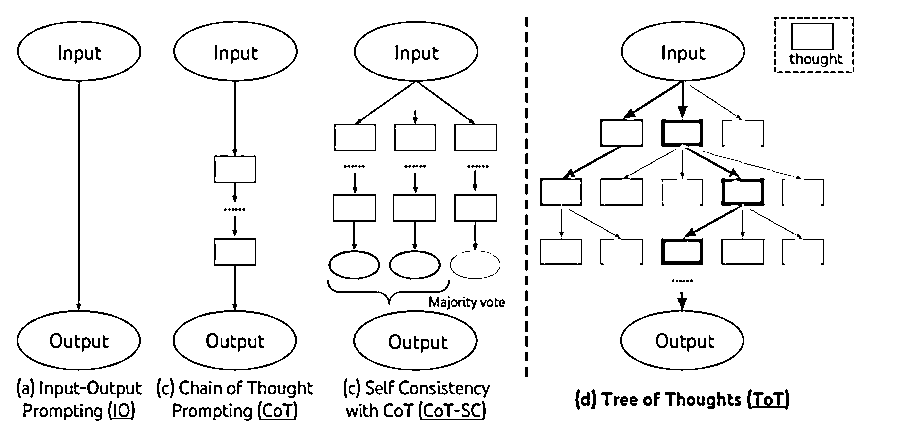 Input
Input
Input
Input
thought
......
...... ...... ......
Majority vote
......
Output
Output
Output
Output
(a) Input-Output
Prompting (IO)
(c) Chain of Thought
Prompting (CoT)
(c) Self Consistency
with CoT (CoT-SC)
(d) Tree of Thoughts (ToT)